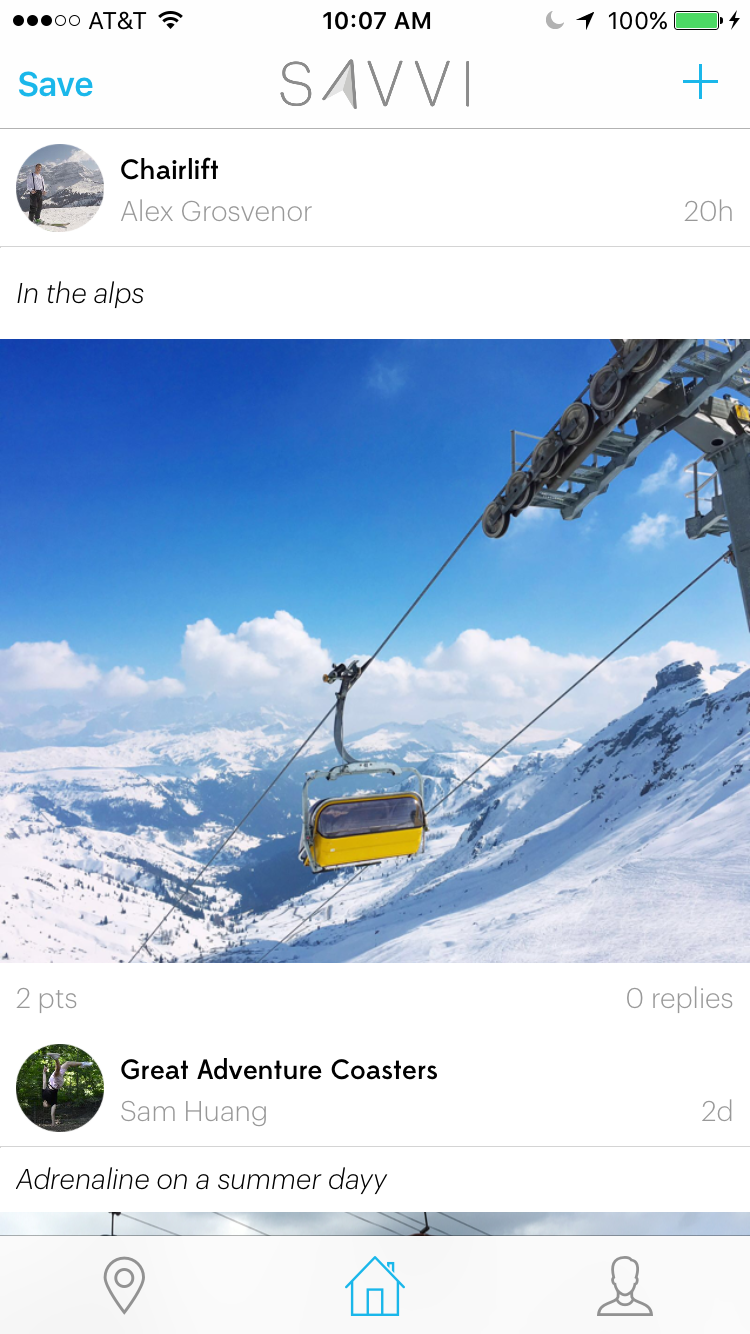 AT&T 10:07 AM 100%
Save SAVVI +
Chairlift
Alex Grosvenor 20h
In the alps
2 pts 0 replies
Great Adventure Coasters
Sam Huang 2d
Adrenaline on a summer dayy